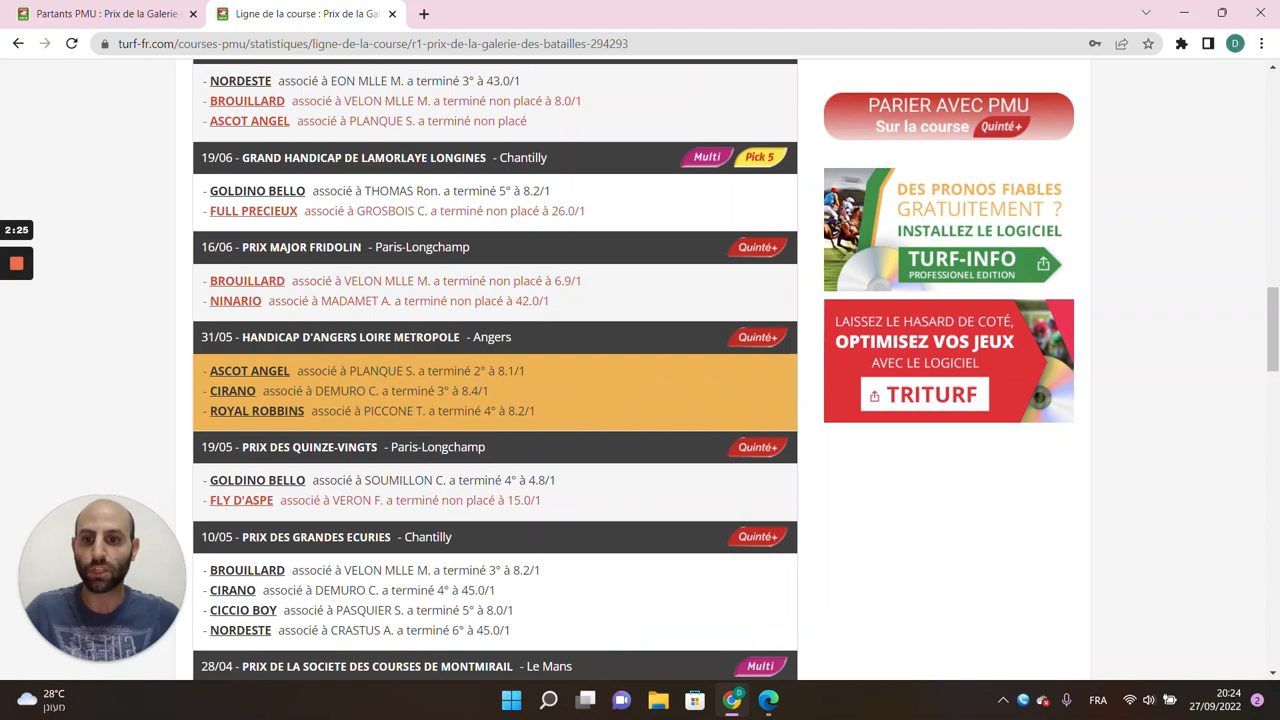 Partants PMU : Prix de la Galerie
Ligne de la course : Prix de la Gal
turf-fr.com/courses-pmu/statistiques/ligne-de-la-course/r1-prix-de-la-galerie-des-batailles-294293
D
- NORDESTE associé à EON MLLE M. a terminé 3° à 43.0/1
- BROUILLARD associé à VELON MLLE M. a terminé non placé à 8.0/1
- ASCOT ANGEL associé à PLANQUE S. a terminé non placé
19/06 - GRAND HANDICAP DE LAMORLAYE LONGINES - Chantilly Multi Pick 5
- GOLDINO BELLO associé à THOMAS Ron. a terminé 5° à 8.2/1
- FULL PRECIEUX associé à GROSBOIS C. a terminé non placé à 26.0/1
16/06 - PRIX MAJOR FRIDOLIN - Paris-Longchamp Quinté+
- BROUILLARD associé à VELON MLLE M. a terminé non placé à 6.9/1
- NINARIO associé à MADAMET A. a terminé non placé à 42.0/1
31/05 - HANDICAP D'ANGERS LOIRE METROPOLE - Angers Quinté+
- ASCOT ANGEL associé à PLANQUE S. a terminé 2° à 8.1/1
- CIRANO associé à DEMURO C. a terminé 3° à 8.4/1
- ROYAL ROBBINS associé à PICCONE T. a terminé 4° à 8.2/1
19/05 - PRIX DES QUINZE-VINGTS - Paris-Longchamp Quinté+
- GOLDINO BELLO associé à SOUMILLON C. a terminé 4° à 4.8/1
- FLY D'ASPE associé à VERON F. a terminé non placé à 15.0/1
10/05 - PRIX DES GRANDES ECURIES - Chantilly Quinté+
- BROUILLARD associé à VELON MLLE M. a terminé 3° à 8.2/1
- CIRANO associé à DEMURO C. a terminé 4° à 45.0/1
- CICCIO BOY associé à PASQUIER S. a terminé 5° à 8.0/1
- NORDESTE associé à CRASTUS A. a terminé 6° à 45.0/1
28/04 - PRIX DE LA SOCIETE DES COURSES DE MONTMIRAIL - Le Mans Multi
PARIER AVEC PMU
Sur la course Quinté+
DES PRONOS FIABLES
GRATUITEMENT ?
INSTALLEZ LE LOGICIEL
TURF-INFO
PROFESSIONEL EDITION
LAISSEZ LE HASARD DE COTÉ,
OPTIMISEZ VOS JEUX
AVEC LE LOGICIEL
TRITURF
2:25
28°C
מעונן
D
FRA
20:24
27/09/2022
2